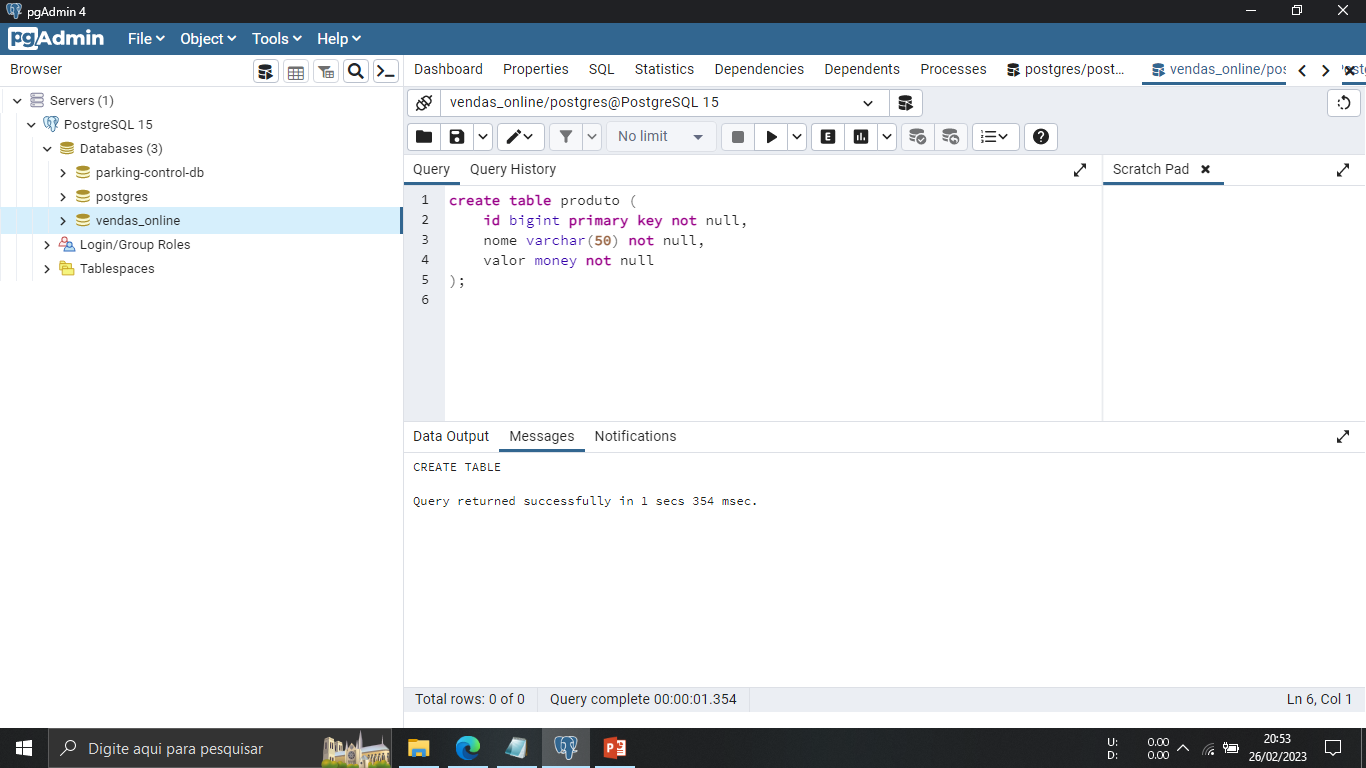 pgAdmin 4
pgAdmin File Object Tools Help
Browser
Dashboard Properties SQL Statistics Dependencies Dependents Processes postgres/post... vendas_online/pos
Servers (1)
PostgreSQL 15
Databases (3)
parking-control-db
postgres
vendas_online
Login/Group Roles
Tablespaces
vendas_online/postgres@PostgreSQL 15
No limit
E
Query Query History
Scratch Pad
1 create table produto (
2 id bigint primary key not null,
3 nome varchar(50) not null,
4 valor money not null
5 );
6
Data Output Messages Notifications
CREATE TABLE
Query returned successfully in 1 secs 354 msec.
Total rows: 0 of 0 Query complete 00:00:01.354 Ln 6, Col 1
Digite aqui para pesquisar
U: 0.00
D: 0.00
20:53
26/02/2023